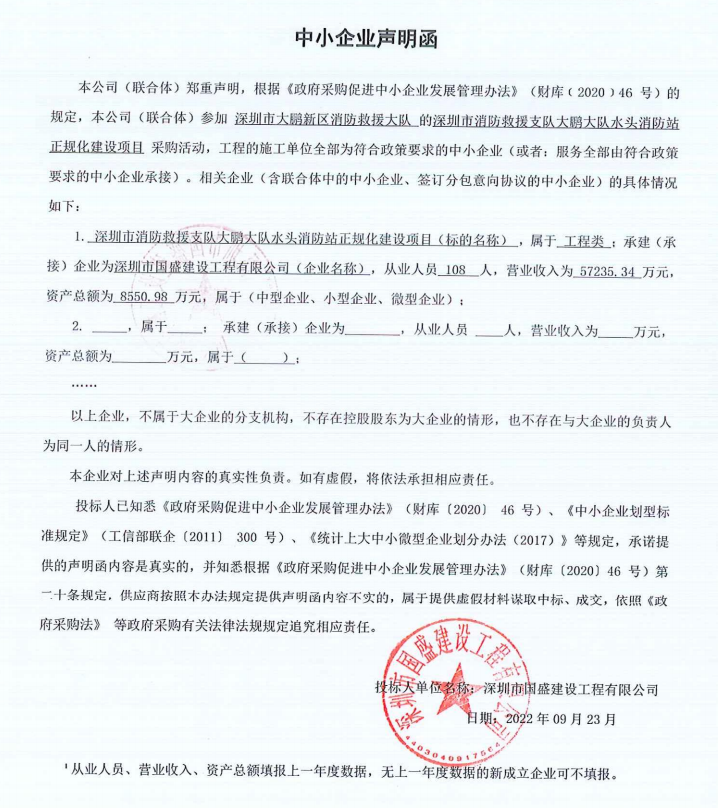 中小企业声明函
本公司（联合体）郑重声明，根据《政府采购促进中小企业发展管理办法》（财库﹙2020﹚46 号）的
规定，本公司（联合体）参加 深圳市大鹏新区消防救援大队 的深圳市消防救援支队大鹏大队水头消防站
正规化建设项目 采购活动，工程的施工单位全部为符合政策要求的中小企业（或者：服务全部由符合政策
要求的中小企业承接）。相关企业（含联合体中的中小企业、签订分包意向协议的中小企业）的具体情况
如下：
1. 深圳市消防救援支队大鹏大队水头消防站正规化建设项目（标的名称） ，属于 工程类 ；承建（承
接）企业为深圳市国盛建设工程有限公司（企业名称），从业人员 108 人，营业收入为 57235.34 万元，
资产总额为 8550.98 万元，属于（中型企业、小型企业、微型企业）；
2. _____，属于_____； 承建（承接）企业为________，从业人员 ____人，营业收入为_____万元，
资产总额为________万元，属于（ ）；
……
以上企业，不属于大企业的分支机构，不存在控股股东为大企业的情形，也不存在与大企业的负责人
为同一人的情形。
本企业对上述声明内容的真实性负责。如有虚假，将依法承担相应责任。
投标人已知悉《政府采购促进中小企业发展管理办法》（财库〔2020〕 46 号）、《中小企业划型标
准规定》（工信部联企〔2011〕 300 号）、《统计上大中小微型企业划分办法（2017）》等规定，承诺提
供的声明函内容是真实的，并知悉根据《政府采购促进中小企业发展管理办法》（财库〔2020〕46 号）第
二十条规定，供应商按照本办法规定提供声明函内容不实的，属于提供虚假材料谋取中标、成文，依照《政
府采购法》 等政府采购有关法律法规规定追究相应责任。
深圳市国盛建设工程有限公司
投标人单位名称：深圳市国盛建设工程有限公司
日期：2022 年 09 月 23 日
4403040917564
¹从业人员、营业收入、资产总额填报上一年度数据，无上一年度数据的新成立企业可不填报。